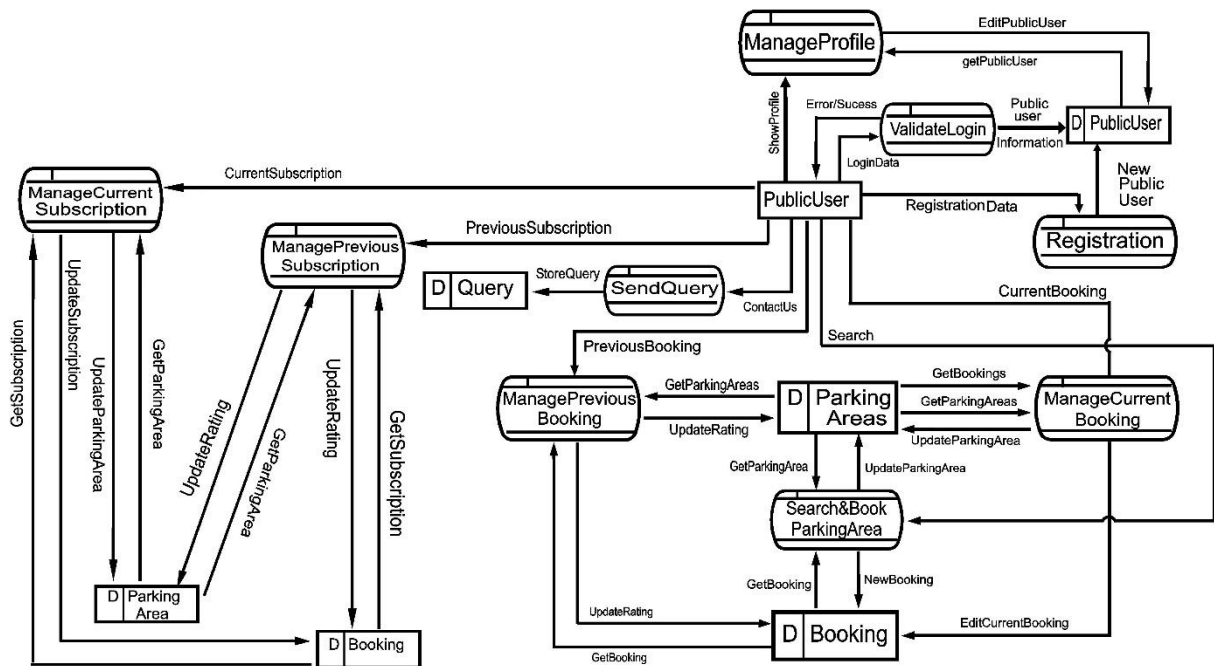 EditPublicUser
ManageProfile
getPublicUser
ShowProfile
Error/Sucess
ValidateLogin
Public
user
Information
D PublicUser
LoginData
CurrentSubscription
ManageCurrent
Subscription
PublicUser
Registration Data
New
Public
User
Registration
PreviousSubscription
ManagePrevious
Subscription
D Query
StoreQuery
SendQuery
ContactUs
CurrentBooking
Search
PreviousBooking
GetSubscription
UpdateSubscription
UpdateParkingArea
GetParkingArea
UpdateRating
GetParkingArea
UpdateRating
GetSubscription
ManagePrevious
Booking
GetParkingAreas
UpdateRating
D Parking
Areas
GetBookings
GetParkingAreas
UpdateParkingArea
ManageCurrent
Booking
GetParkingArea
UpdateParkingArea
Search&Book
ParkingArea
GetBooking
NewBooking
D Parking
Area
D Booking
UpdateRating
GetBooking
D Booking
EditCurrentBooking